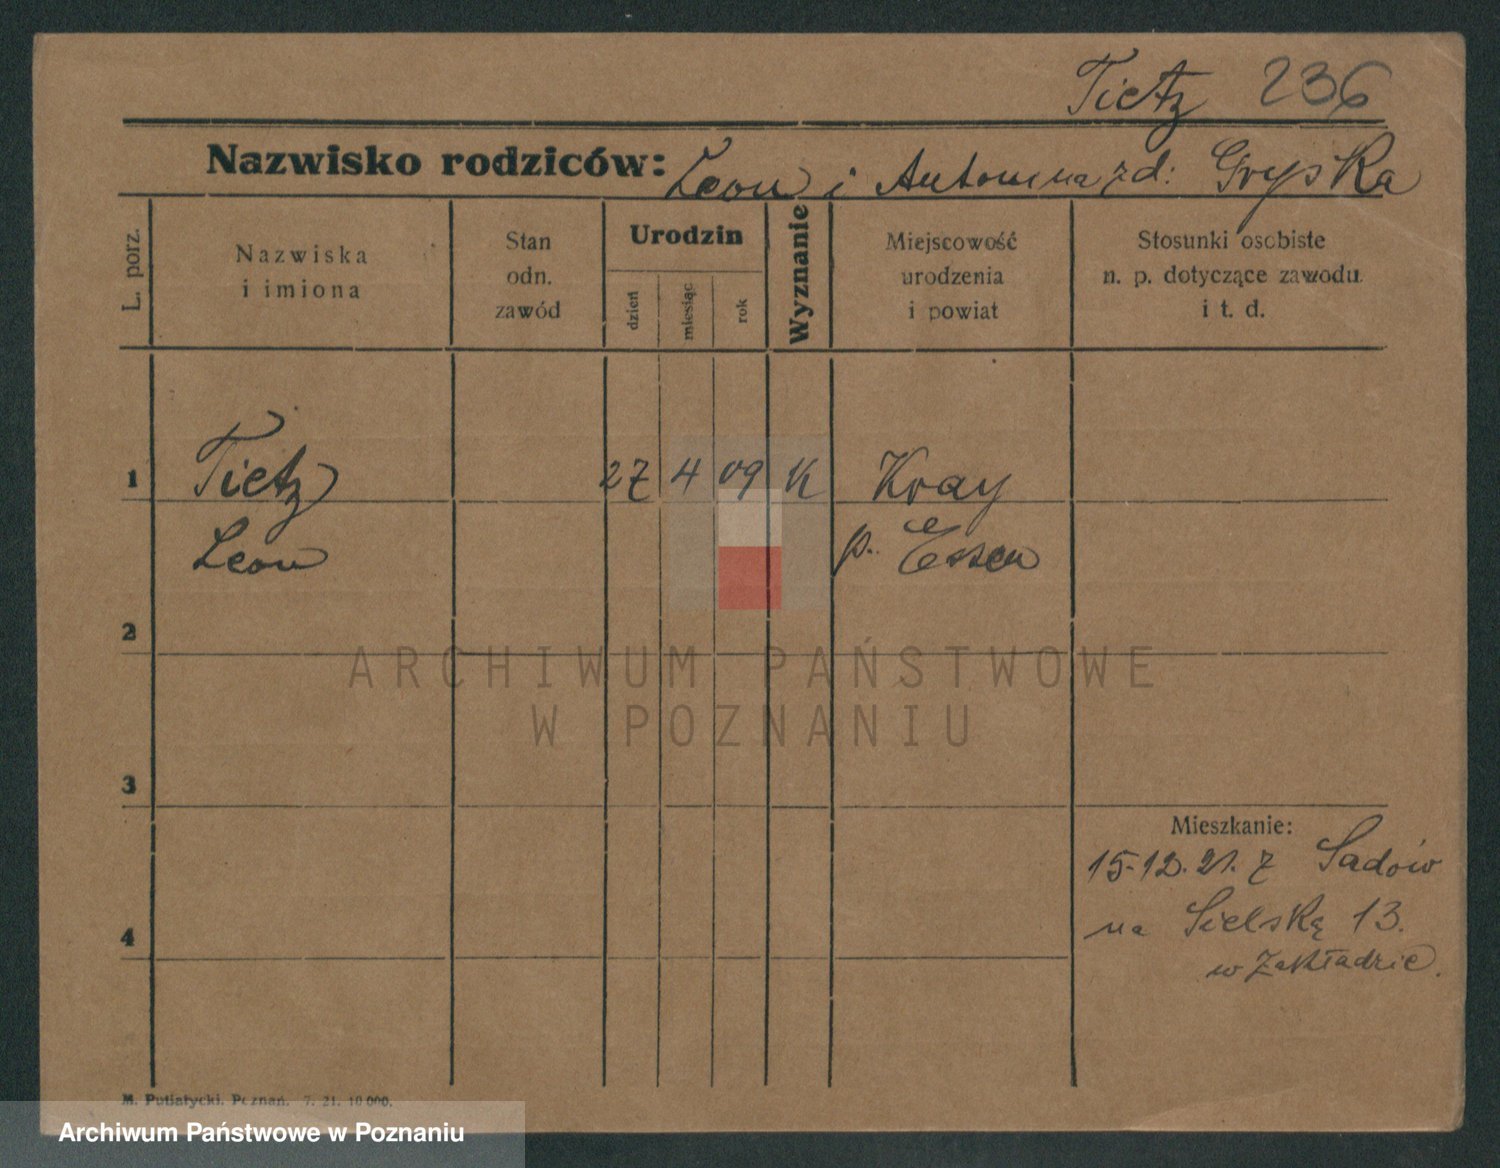 Tietz 236
Nazwisko rodziców: Leon i Antonina zd: Grypska
L. porz.
Nazwiska
i imiona
Stan
odn.
zawód
Urodzin
dzień
miesiąc
rok
Wyznanie
Miejscowość
urodzenia
i powiat
Stosunki osobiste
n. p. dotyczące zawodu
i t. d.
1 Tietz 27 4 09 K Kray
Leon p. Essen
2
3
Mieszkanie:
15-12.21. z Sadów
na Sielską 13.
w Zakładzie.
4
ARCHIWUM PAŃSTWOWE
W POZNANIU
M. Putiatycki, Poznań. 7. 21. 10 000.
Archiwum Państwowe w Poznaniu